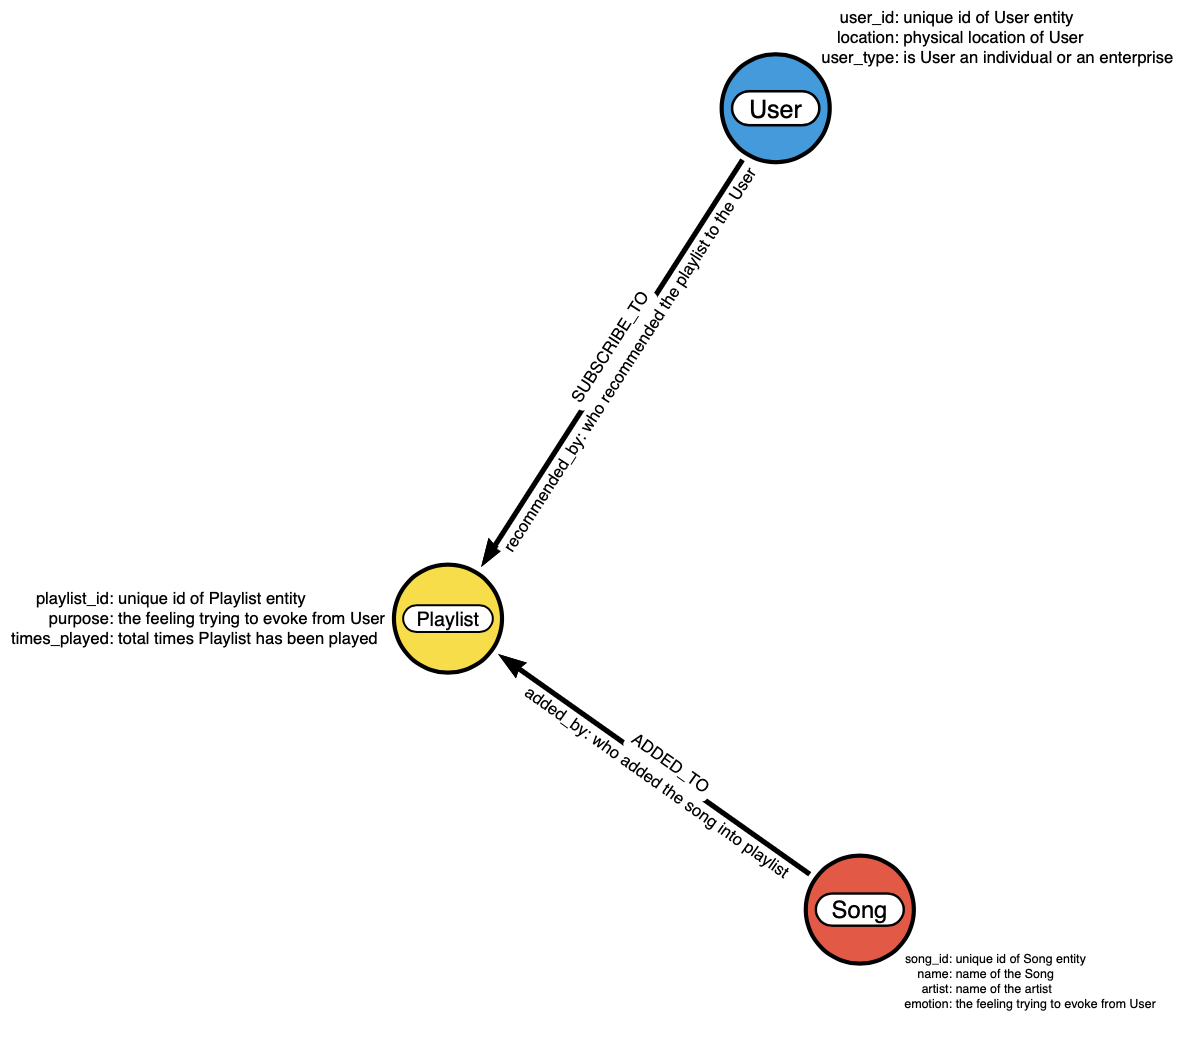 user_id: unique id of User entity
location: physical location of User
user_type: is User an individual or an enterprise
User
SUBSCRIBE_TO
recommended_by: who recommended the playlist to the User
playlist_id: unique id of Playlist entity
purpose: the feeling trying to evoke from User
times_played: total times Playlist has been played
Playlist
ADDED_TO
added_by: who added the song into playlist
Song
song_id: unique id of Song entity
name: name of the Song
artist: name of the artist
emotion: the feeling trying to evoke from User